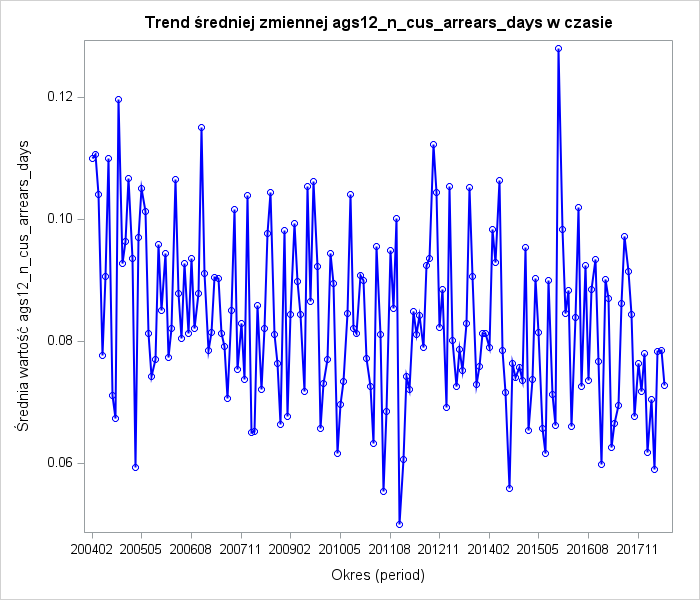 Trend średniej zmiennej ags12_n_cus_arrears_days w czasie
Średnia wartość ags12_n_cus_arrears_days
0.12
0.10
0.08
0.06
200402 200505 200608 200711 200902 201005 201108 201211 201402 201505 201608 201711
Okres (period)